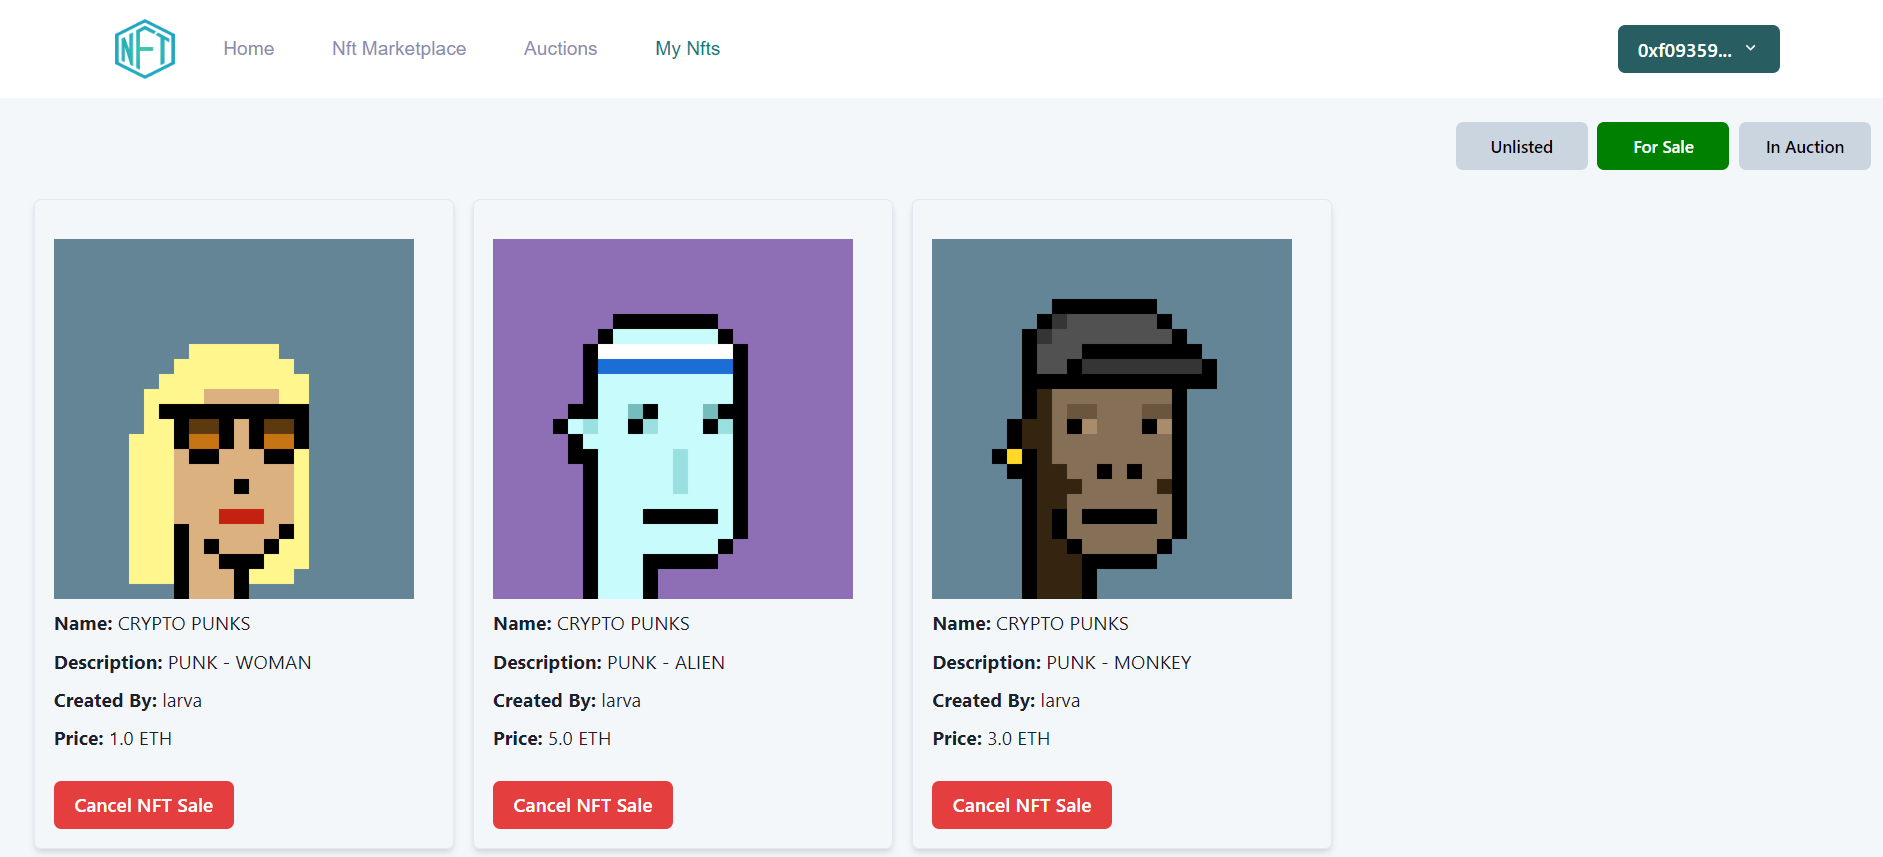 NFT Home Nft Marketplace Auctions My Nfts 0xf09359...
Unlisted For Sale In Auction
Name: CRYPTO PUNKS
Description: PUNK - WOMAN
Created By: larva
Price: 1.0 ETH
Cancel NFT Sale
Name: CRYPTO PUNKS
Description: PUNK - ALIEN
Created By: larva
Price: 5.0 ETH
Cancel NFT Sale
Name: CRYPTO PUNKS
Description: PUNK - MONKEY
Created By: larva
Price: 3.0 ETH
Cancel NFT Sale